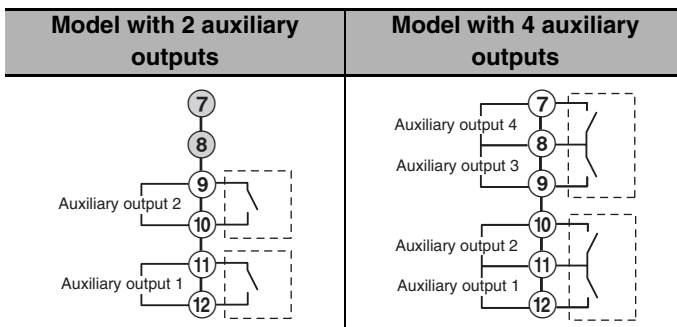 Model with 2 auxiliary
outputs
Model with 4 auxiliary
outputs
7
8
9
Auxiliary output 2
10
11
Auxiliary output 1
12
7
Auxiliary output 4
8
Auxiliary output 3
9
10
Auxiliary output 2
11
Auxiliary output 1
12